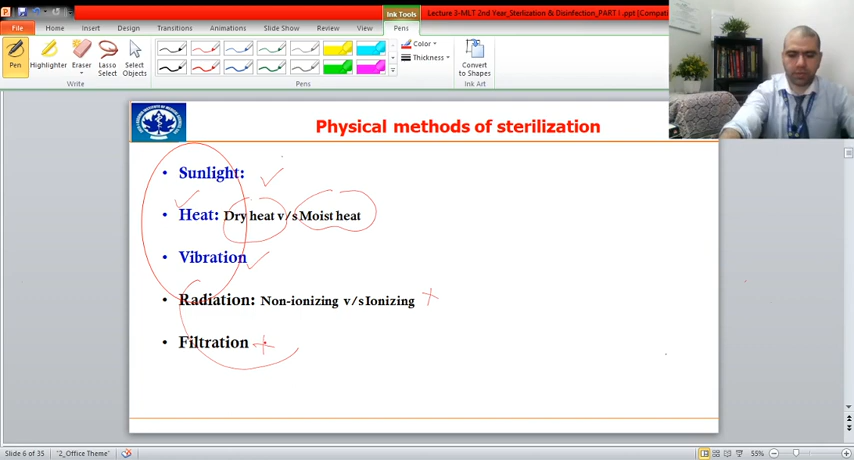 Ink Tools
Lecture 3-MLT 2nd Year_Sterlization & Disinfection_PART I .ppt [Compati
File Home Insert Design Transitions Animations Slide Show Review View Pens
Pen Highlighter Eraser Lasso Select Select Objects
Color
Thickness
Convert to Shapes
Write Pens Ink Art
Physical methods of sterilization
• Sunlight:
• Heat: Dry heat v/s Moist heat
• Vibration
• Radiation: Non-ionizing v/s Ionizing
• Filtration
Slide 6 of 35 "2_Office Theme" 55%